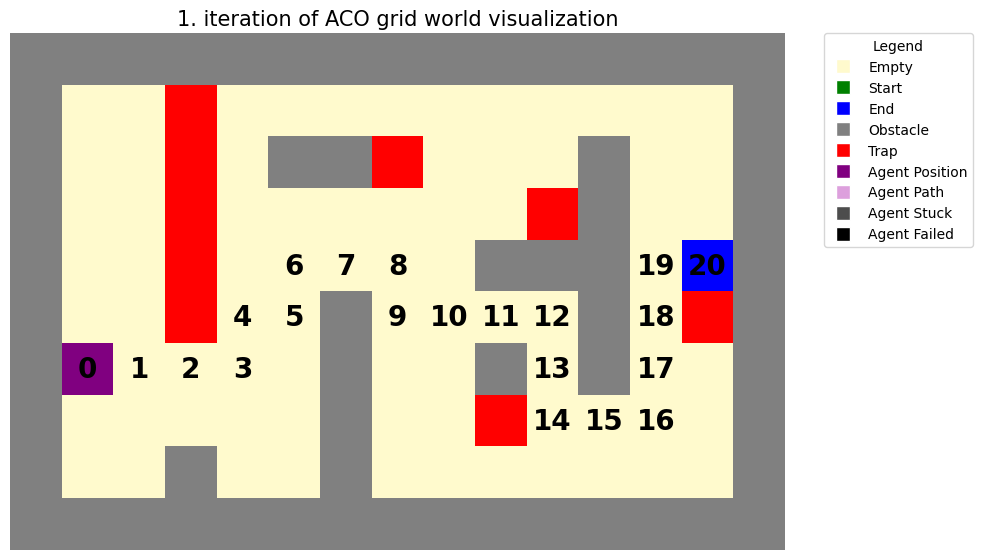 1. iteration of ACO grid world visualization
Legend
Empty
Start
End
Obstacle
Trap
Agent Position
Agent Path
Agent Stuck
Agent Failed
6 7 8 19 20
4 5 9 10 11 12 18
0 1 2 3 13 17
14 15 16